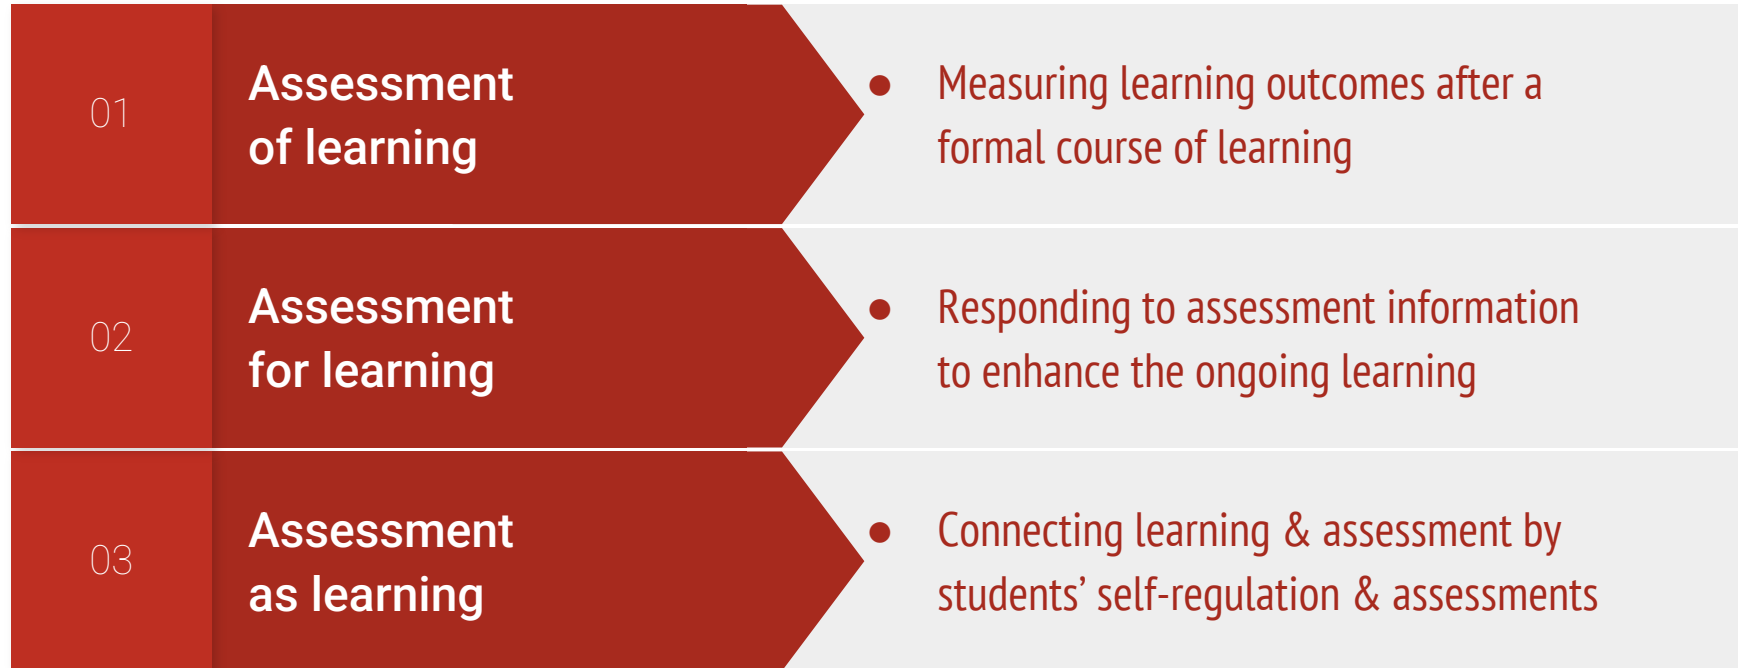 01
Assessment
of learning
● Measuring learning outcomes after a
formal course of learning
02
Assessment
for learning
● Responding to assessment information
to enhance the ongoing learning
03
Assessment
as learning
● Connecting learning & assessment by
students’ self-regulation & assessments